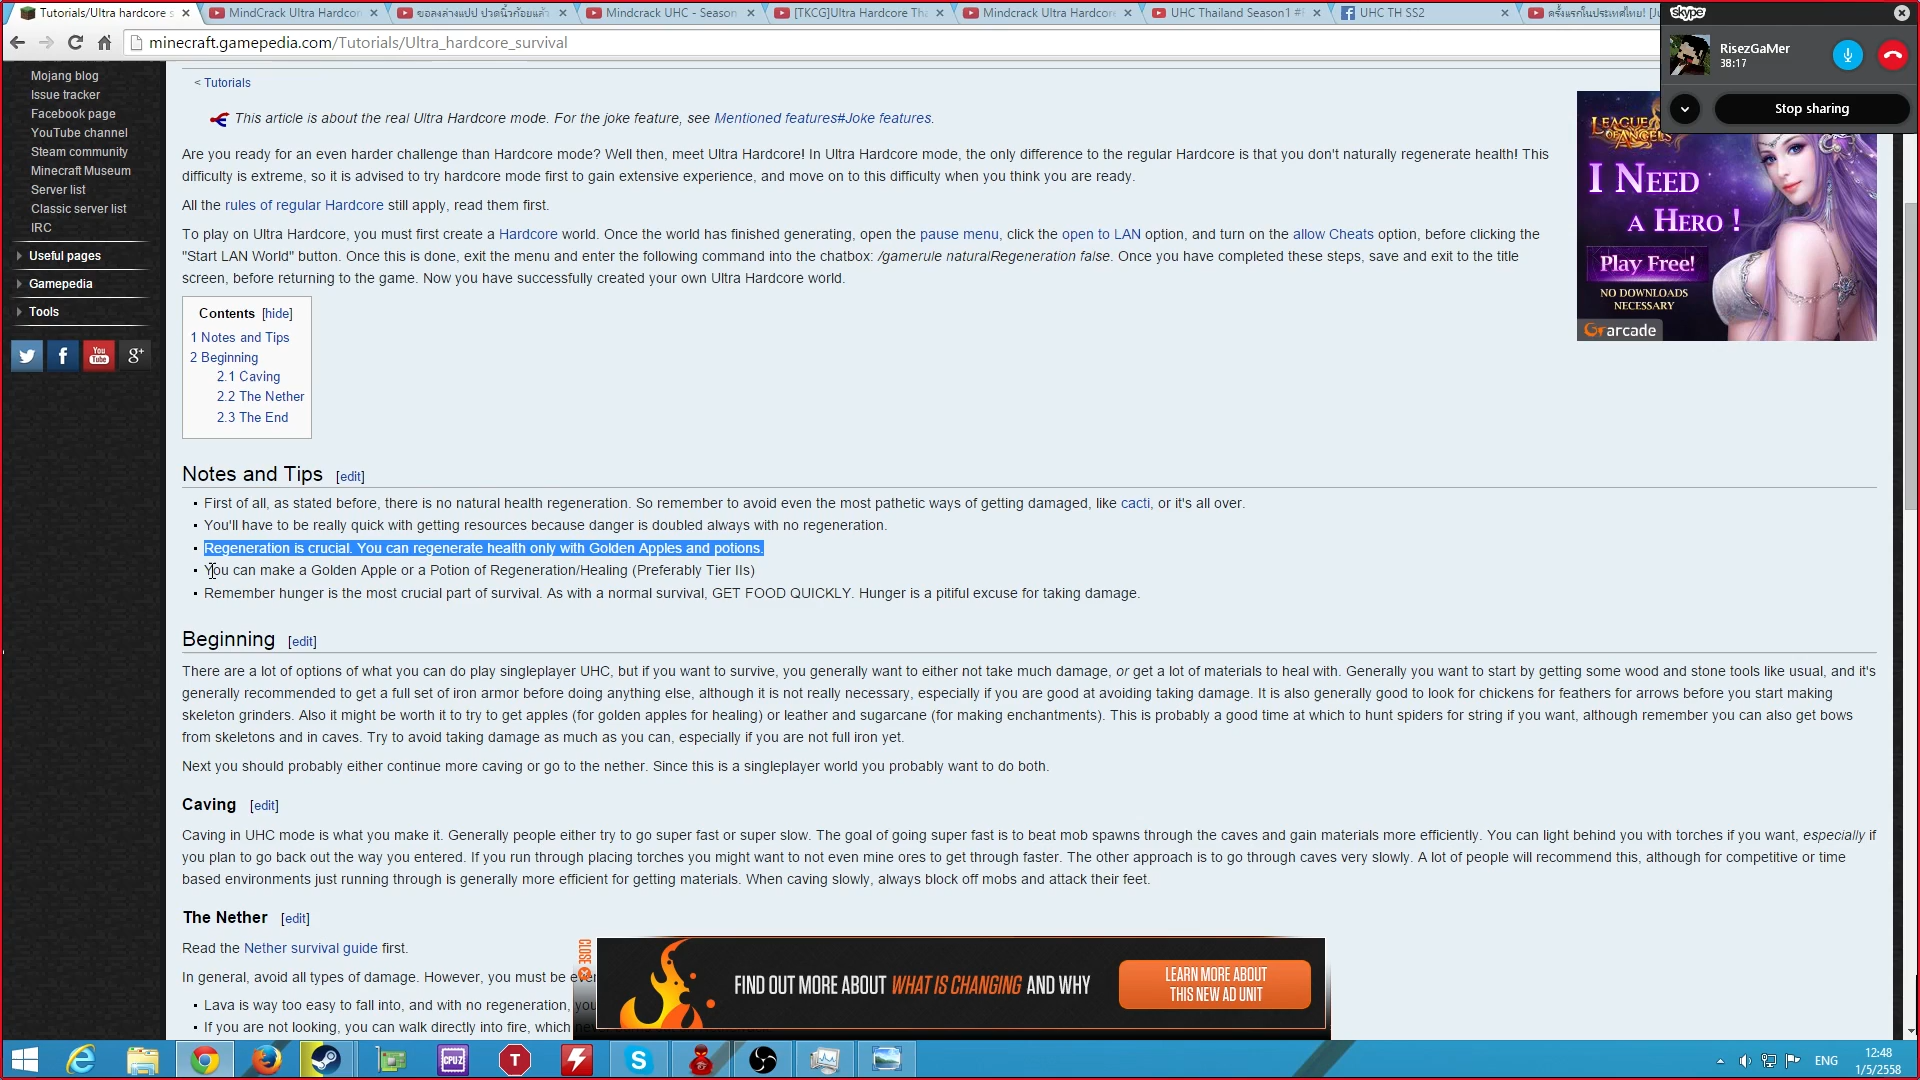 Tutorials/Ultra hardcore s
MindCrack Ultra Hardcor
ของลงล่างแปป ปวดนิ้วก้อยแล้ว
Mindcrack UHC - Season
[TKCG]Ultra Hardcore Tha
Mindcrack Ultra Hardcore
UHC Thailand Season1 #
UHC TH SS2
ครั้งแรกในประเทศไทย! [Ju
skype
minecraft.gamepedia.com/Tutorials/Ultra_hardcore_survival
RisezGaMer
38:17
Stop sharing
Mojang blog
Issue tracker
Facebook page
YouTube channel
Steam community
Minecraft Museum
Server list
Classic server list
IRC
Useful pages
Gamepedia
Tools
You Tube
g+
< Tutorials
This article is about the real Ultra Hardcore mode. For the joke feature, see Mentioned features#Joke features.
Are you ready for an even harder challenge than Hardcore mode? Well then, meet Ultra Hardcore! In Ultra Hardcore mode, the only difference to the regular Hardcore is that you don't naturally regenerate health! This
difficulty is extreme, so it is advised to try hardcore mode first to gain extensive experience, and move on to this difficulty when you think you are ready.
All the rules of regular Hardcore still apply, read them first.
To play on Ultra Hardcore, you must first create a Hardcore world. Once the world has finished generating, open the pause menu, click the open to LAN option, and turn on the allow Cheats option, before clicking the
"Start LAN World" button. Once this is done, exit the menu and enter the following command into the chatbox: /gamerule naturalRegeneration false. Once you have completed these steps, save and exit to the title
screen, before returning to the game. Now you have successfully created your own Ultra Hardcore world.
LEAGUE OF ANGELS
I NEED
A HERO !
Play Free!
NO DOWNLOADS
NECESSARY
arcade
Contents [hide]
1 Notes and Tips
2 Beginning
2.1 Caving
2.2 The Nether
2.3 The End
Notes and Tips [edit]
First of all, as stated before, there is no natural health regeneration. So remember to avoid even the most pathetic ways of getting damaged, like cacti, or it's all over.
You'll have to be really quick with getting resources because danger is doubled always with no regeneration.
Regeneration is crucial. You can regenerate health only with Golden Apples and potions.
You can make a Golden Apple or a Potion of Regeneration/Healing (Preferably Tier IIs)
Remember hunger is the most crucial part of survival. As with a normal survival, GET FOOD QUICKLY. Hunger is a pitiful excuse for taking damage.
Beginning [edit]
There are a lot of options of what you can do play singleplayer UHC, but if you want to survive, you generally want to either not take much damage, or get a lot of materials to heal with. Generally you want to start by getting some wood and stone tools like usual, and it's
generally recommended to get a full set of iron armor before doing anything else, although it is not really necessary, especially if you are good at avoiding taking damage. It is also generally good to look for chickens for feathers for arrows before you start making
skeleton grinders. Also it might be worth it to try to get apples (for golden apples for healing) or leather and sugarcane (for making enchantments). This is probably a good time at which to hunt spiders for string if you want, although remember you can also get bows
from skeletons and in caves. Try to avoid taking damage as much as you can, especially if you are not full iron yet.
Next you should probably either continue more caving or go to the nether. Since this is a singleplayer world you probably want to do both.
Caving [edit]
Caving in UHC mode is what you make it. Generally people either try to go super fast or super slow. The goal of going super fast is to beat mob spawns through the caves and gain materials more efficiently. You can light behind you with torches if you want, especially if
you plan to go back out the way you entered. If you run through placing torches you might want to not even mine ores to get through faster. The other approach is to go through caves very slowly. A lot of people will recommend this, although for competitive or time
based environments just running through is generally more efficient for getting materials. When caving slowly, always block off mobs and attack their feet.
The Nether [edit]
Read the Nether survival guide first.
In general, avoid all types of damage. However, you must be
Lava is way too easy to fall into, and with no regeneration,
If you are not looking, you can walk directly into fire, which
CLOSE
FIND OUT MORE ABOUT WHAT IS CHANGING AND WHY
LEARN MORE ABOUT
THIS NEW AD UNIT
CPU-Z
T
S
ENG
12:48
1/5/2558